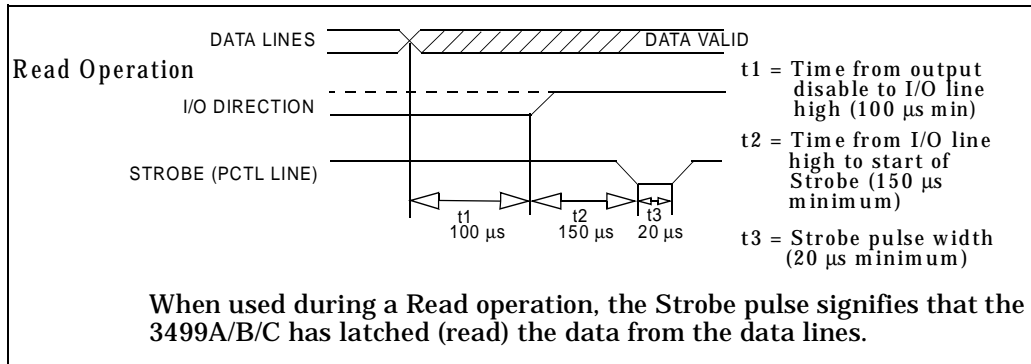 DATA LINES
DATA VALID
Read Operation
I/O DIRECTION
STROBE (PCTL LINE)
t1
100 µs
t2
150 µs
t3
20 µs
t1 = Time from output
disable to I/O line
high (100 µs min)
t2 = Time from I/O line
high to start of
Strobe (150 µs
minimum)
t3 = Strobe pulse width
(20 µs minimum)
When used during a Read operation, the Strobe pulse signifies that the
3499A/B/C has latched (read) the data from the data lines.